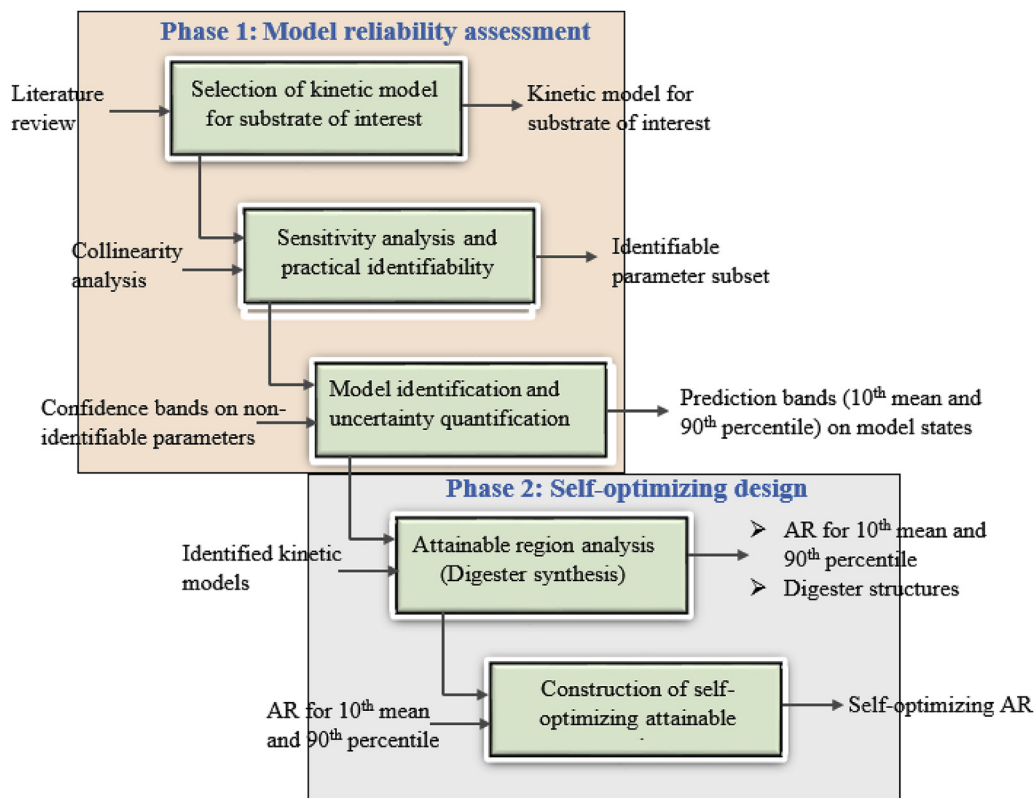 Phase 1: Model reliability assessment
Literature
review
Selection of kinetic model
for substrate of interest
Kinetic model for
substrate of interest
Collinearity
analysis
Sensitivity analysis and
practical identifiability
Identifiable
parameter subset
Confidence bands on non-
identifiable parameters
Model identification and
uncertainty quantification
Prediction bands (10th mean and
90th percentile) on model states
Phase 2: Self-optimizing design
Identified kinetic
models
Attainable region analysis
(Digester synthesis)
➢ AR for 10th mean and
90th percentile
➢ Digester structures
AR for 10th mean
and 90th percentile
Construction of self-
optimizing attainable
Self-optimizing AR